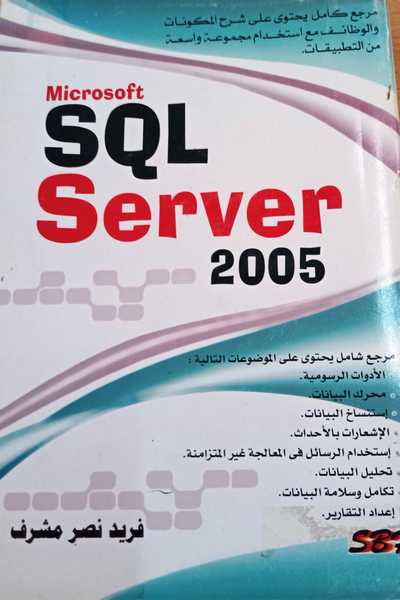 مرجع كامل يحتوى على شرح المكونات
والوظائف مع استخدام مجموعة واسعة
من التطبيقات.
Microsoft
SQL
Server
2005
مرجع شامل يحتوى على الموضوعات التالية :
الأدوات الرسومية.
محرك البيانات.
إستنساخ البيانات.
الإشعارات بالأحداث.
إستخدام الرسائل فى المعالجة غير المتزامنة.
تحليل البيانات.
تكامل وسلامة البيانات.
إعداد التقارير.
فريد نصر مشرف